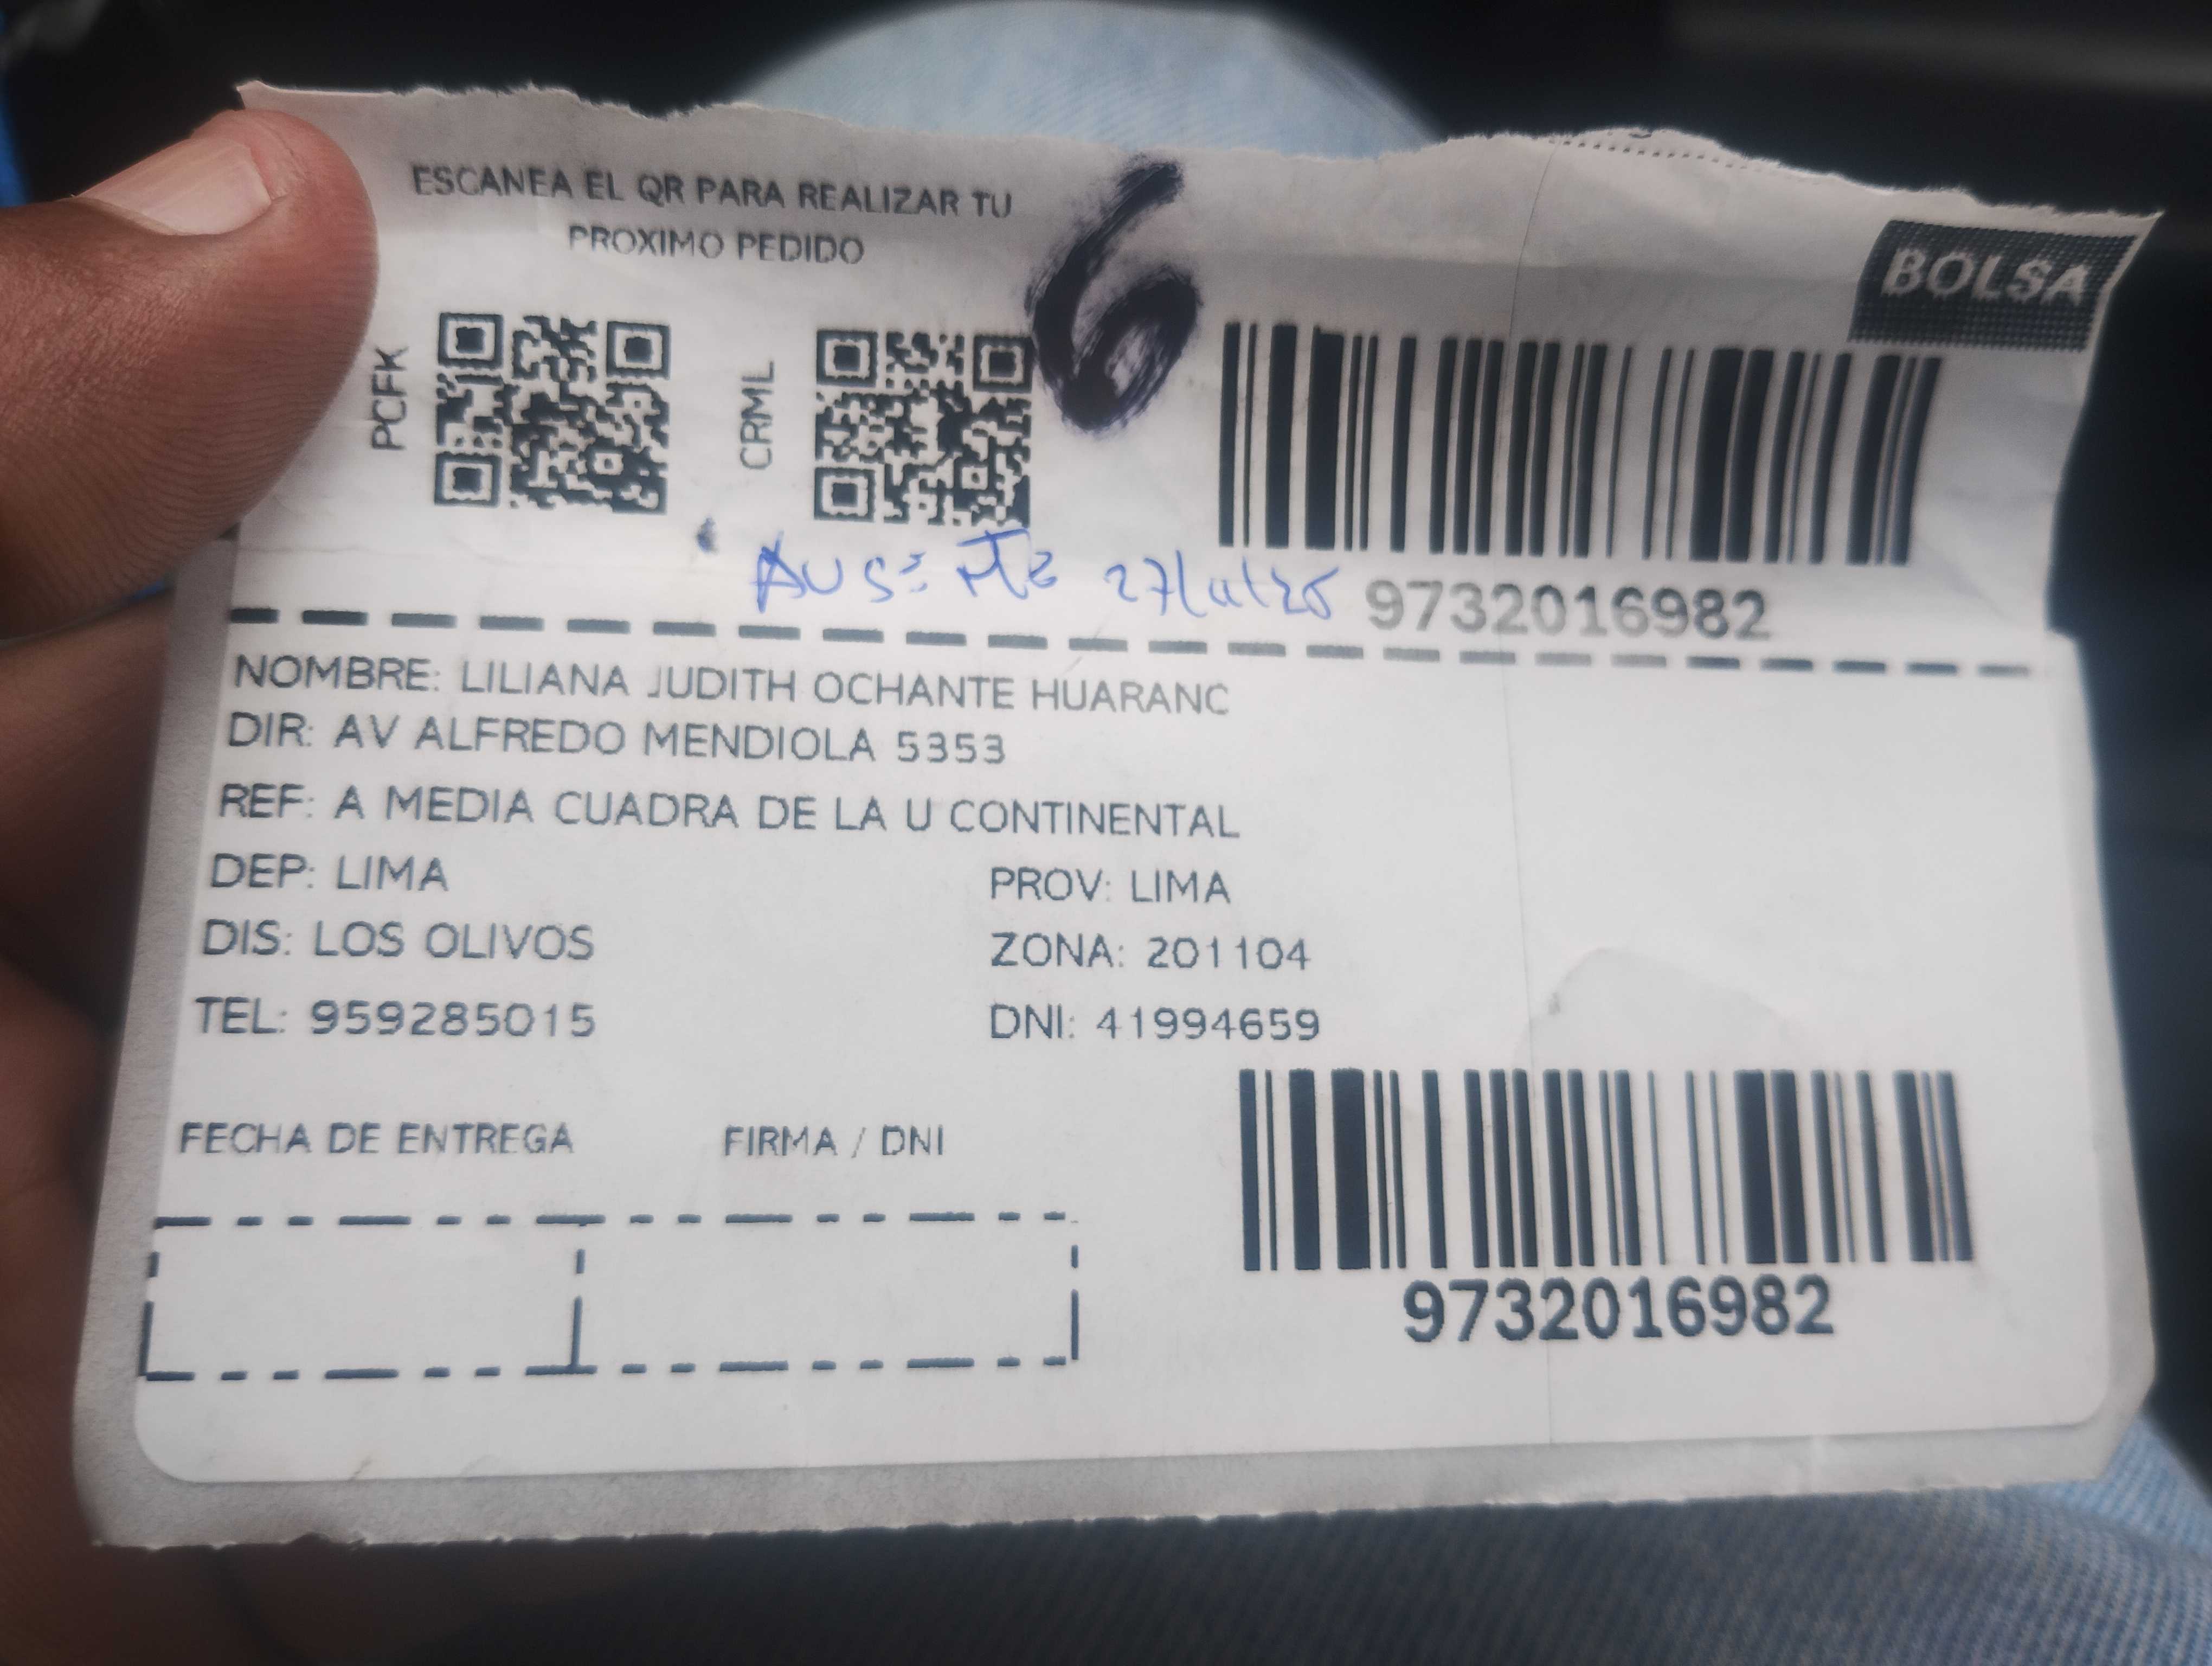 ESCANEA EL QR PARA REALIZAR TU
PROXIMO PEDIDO
6
BOLSA
PCFK
CRML
9732016982
NOMBRE: LILIANA JUDITH OCHANTE HUARANC
DIR: AV ALFREDO MENDIOLA 5353
REF: A MEDIA CUADRA DE LA U CONTINENTAL
DEP: LIMA
PROV: LIMA
DIS: LOS OLIVOS
ZONA: 201104
TEL: 959285015
DNI: 41994659
FECHA DE ENTREGA
FIRMA / DNI
9732016982